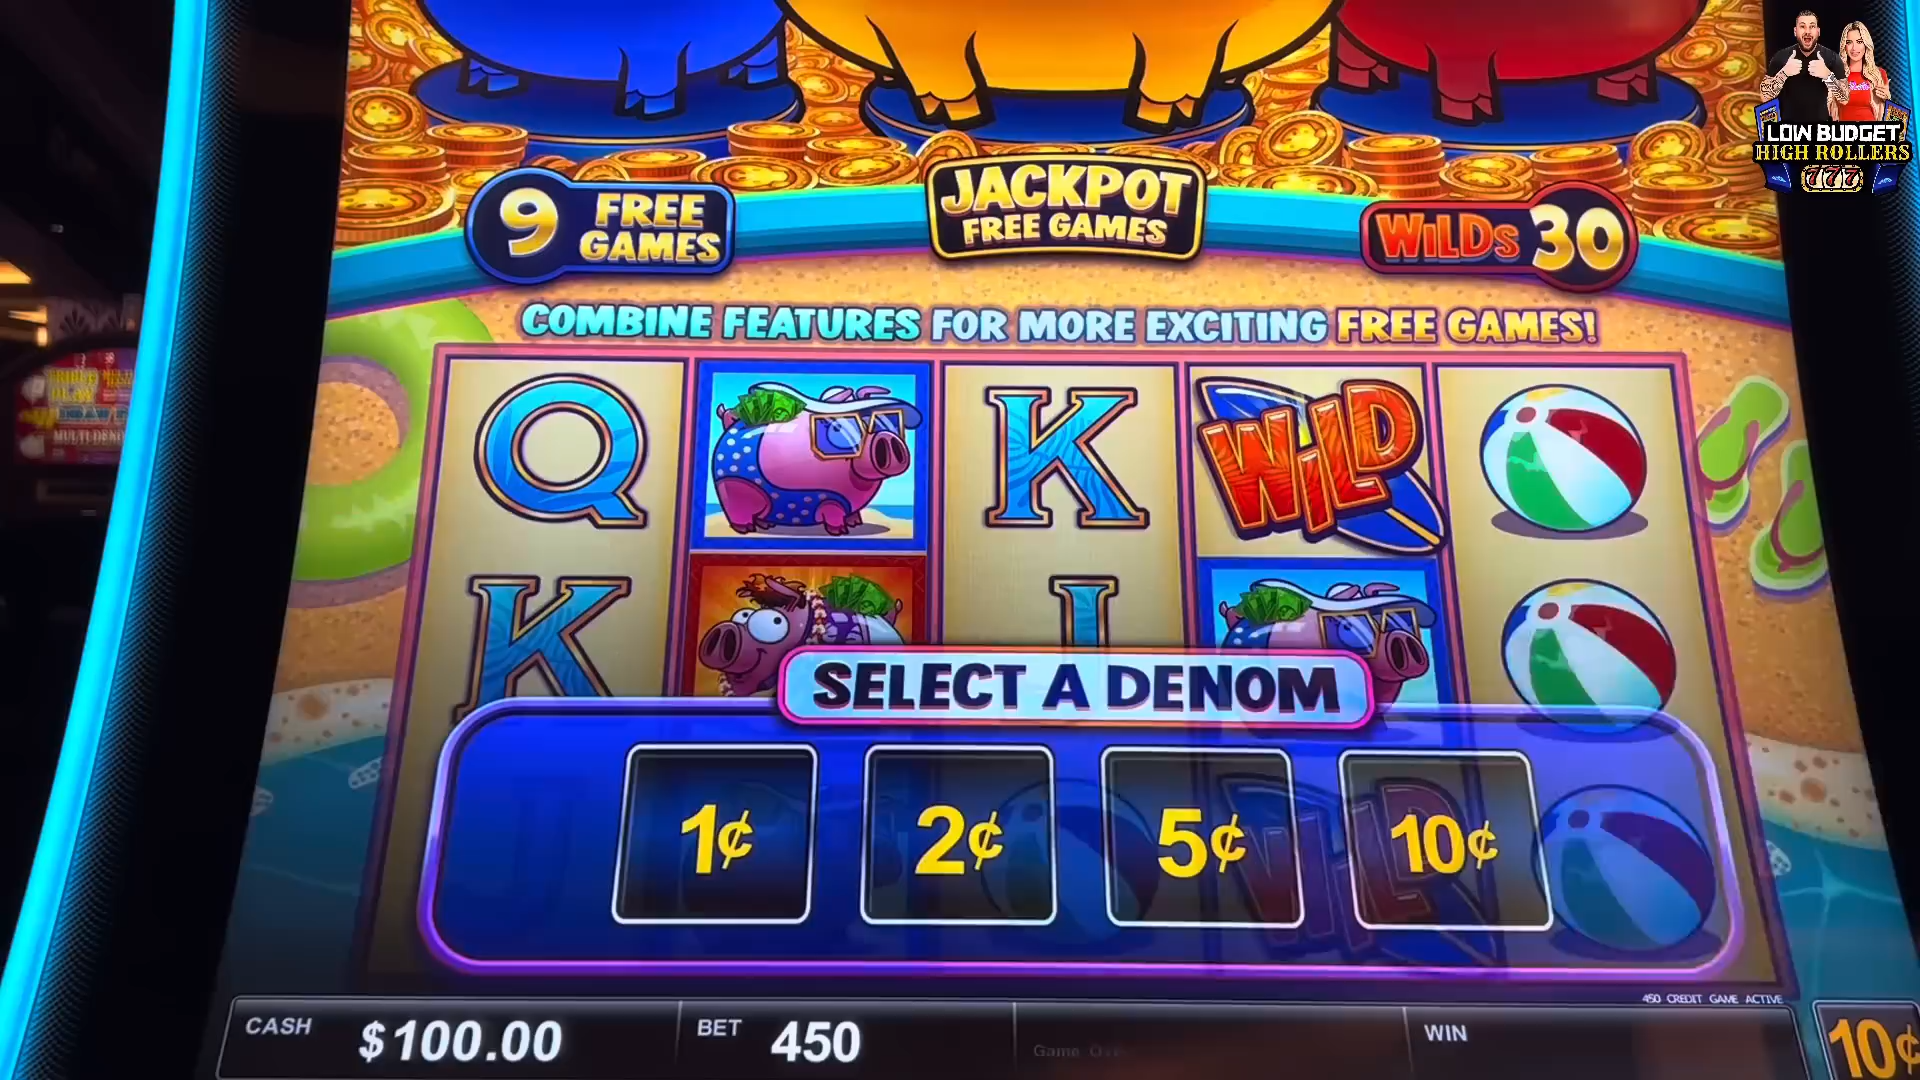 LOW BUDGET
HIGH ROLLERS
777
9 FREE GAMES
JACKPOT
FREE GAMES
WILDS 30
COMBINE FEATURES FOR MORE EXCITING FREE GAMES!
Q
K
WILD
K
J
SELECT A DENOM
1¢
2¢
5¢
10¢
WILD
450 CREDIT GAME ACTIVE
CASH $100.00
BET 450
WIN
10¢